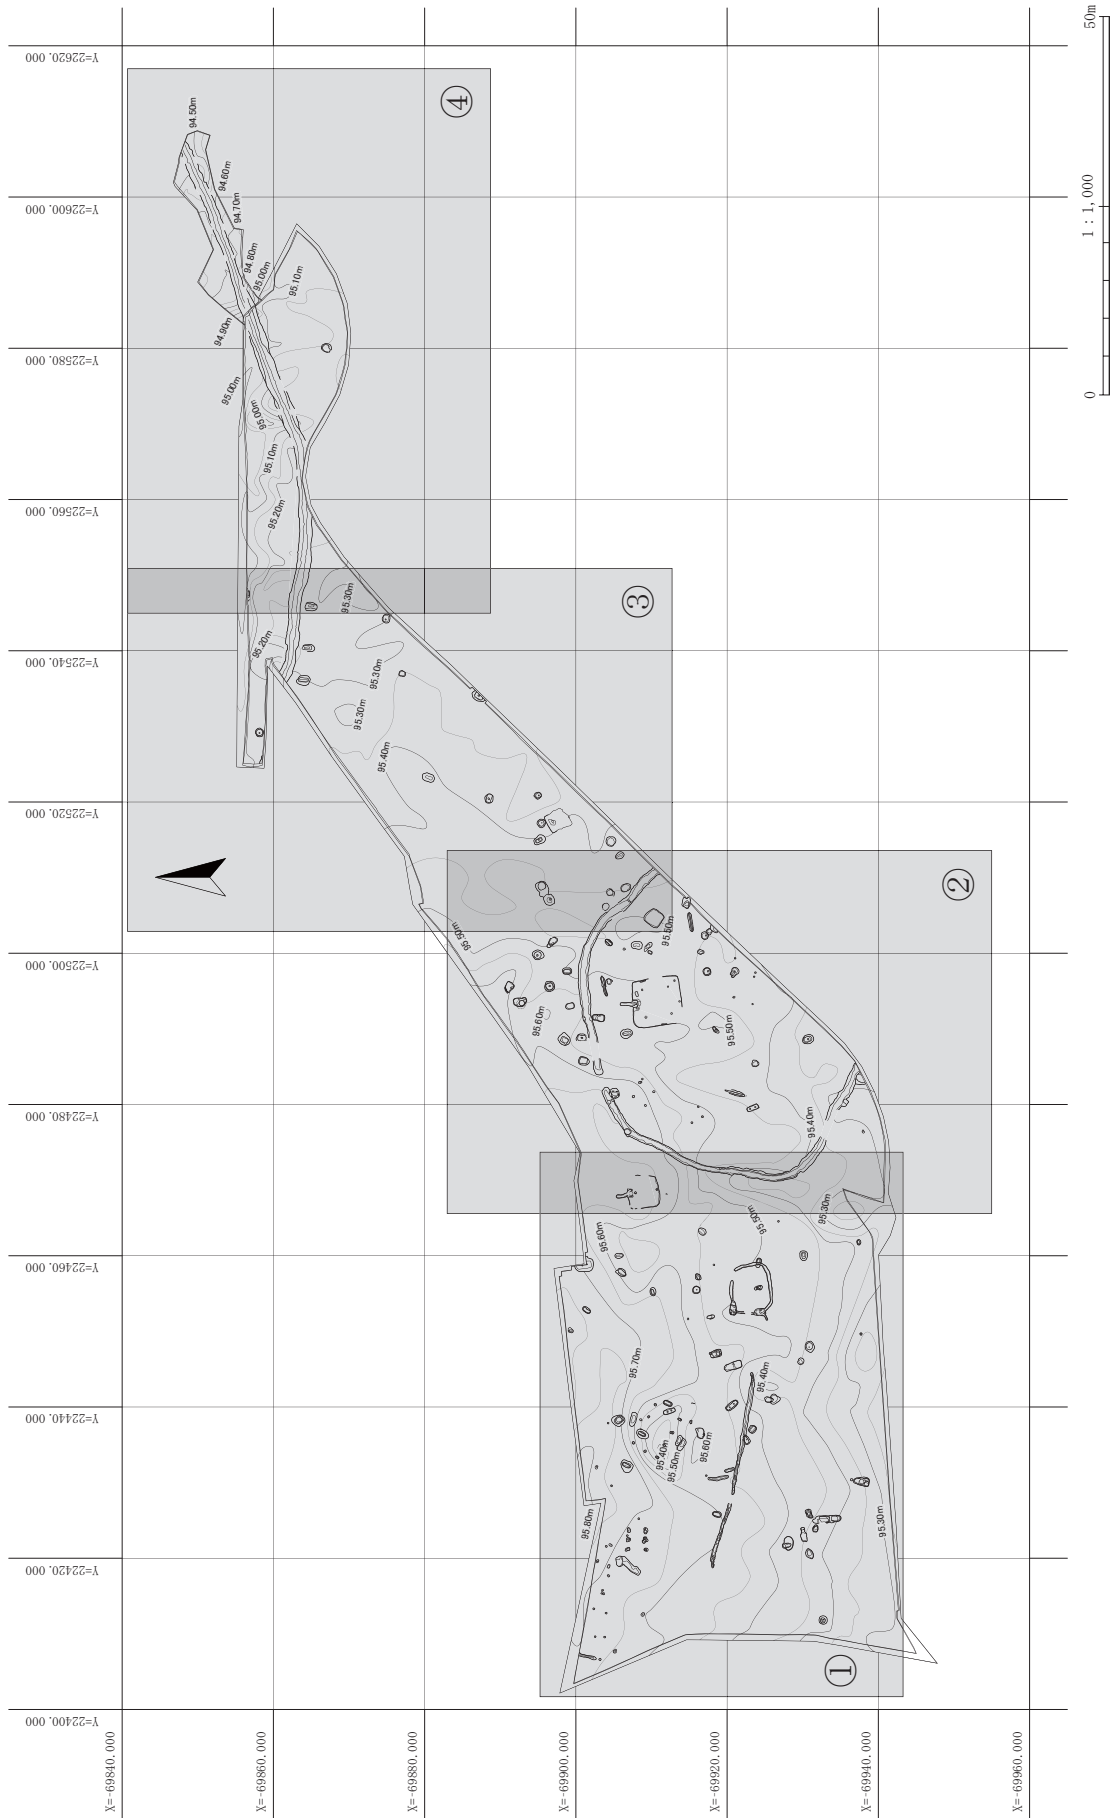 Y=22620.000
Y=22600.000
Y=22580.000
Y=22560.000
Y=22540.000
Y=22520.000
Y=22500.000
Y=22480.000
Y=22460.000
Y=22440.000
Y=22420.000
Y=22400.000
X=-69840.000
X=-69860.000
X=-69880.000
X=-69900.000
X=-69920.000
X=-69940.000
X=-69960.000
0
1:1,000
50m
④
94.50m
94.60m
94.70m
94.80m
95.00m
95.10m
94.90m
95.00m
95.00m
95.10m
95.20m
③
95.30m
95.20m
95.30m
95.30m
95.40m
②
95.50m
95.50m
95.60m
95.50m
95.40m
①
95.30m
95.50m
95.60m
95.70m
95.40m
95.40m
95.50m
95.60m
95.80m
95.30m